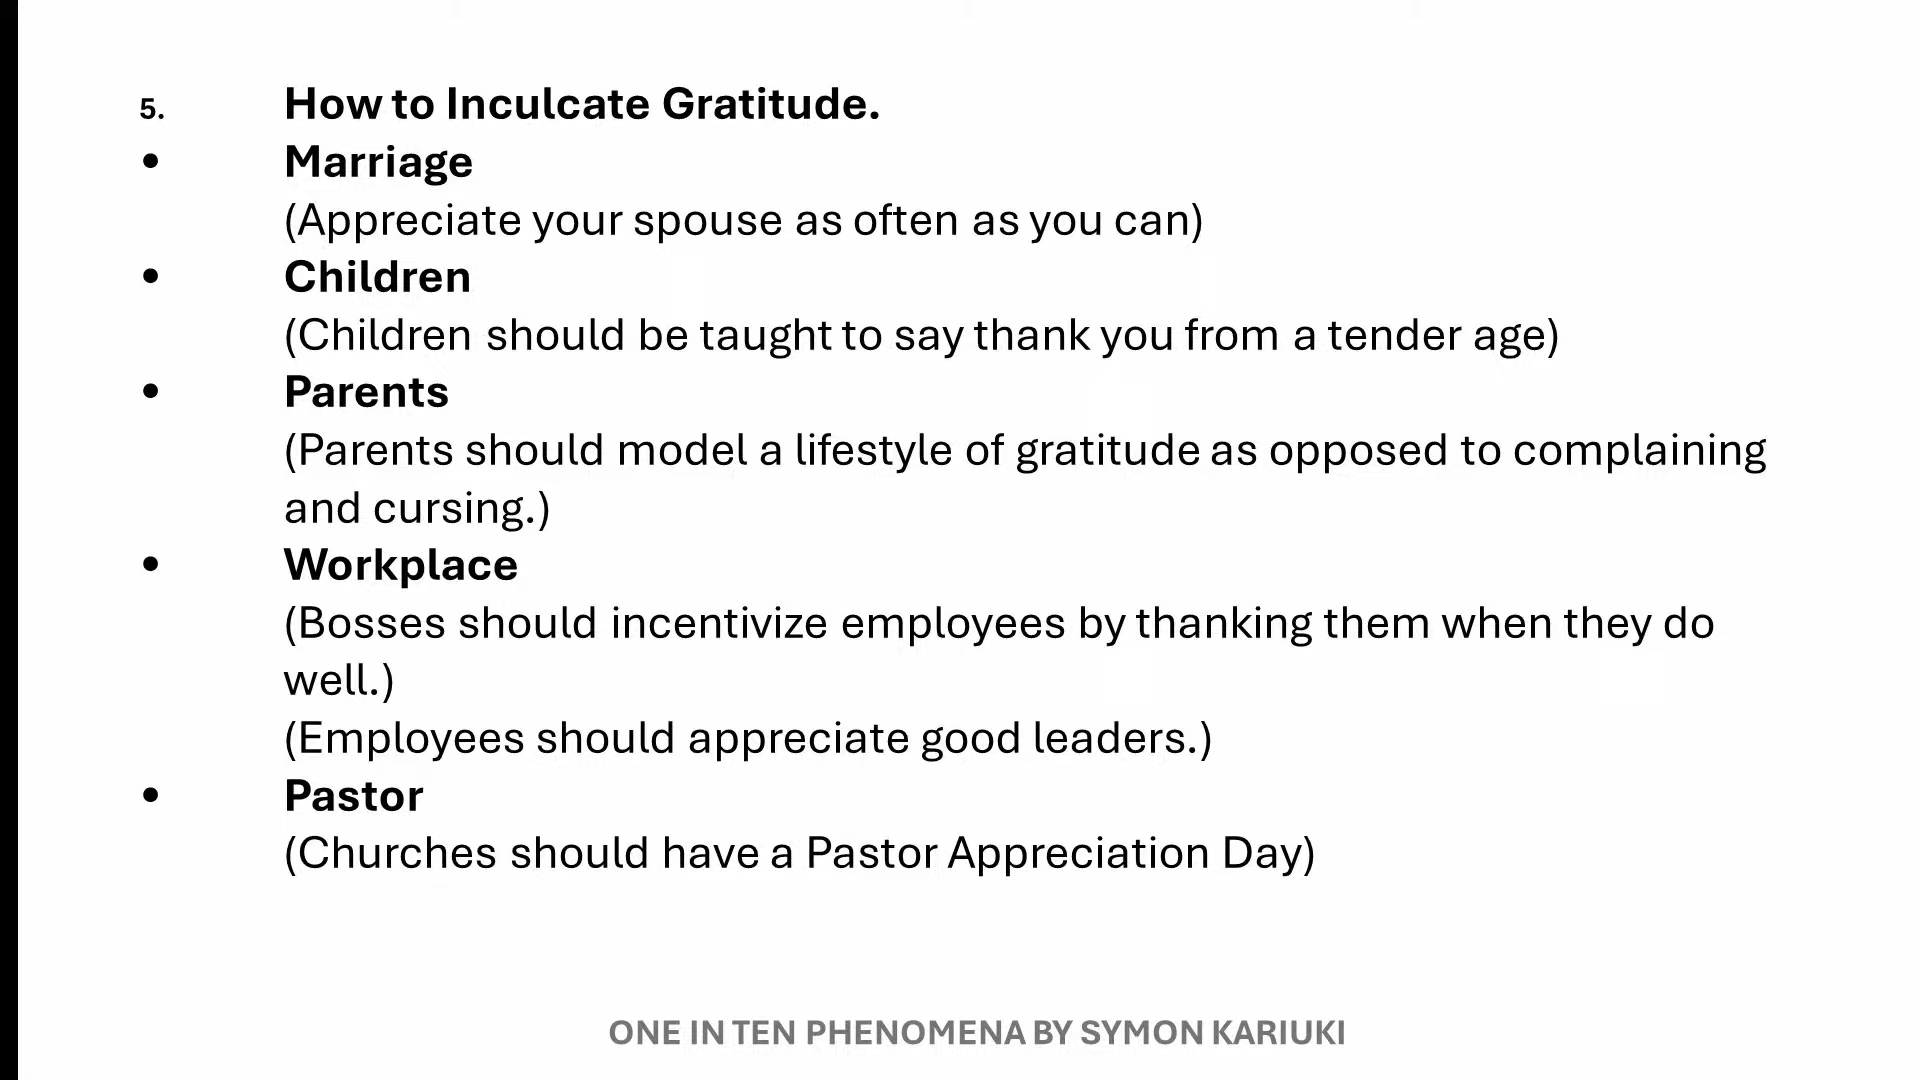 5. How to Inculcate Gratitude.
• Marriage
(Appreciate your spouse as often as you can)
• Children
(Children should be taught to say thank you from a tender age)
• Parents
(Parents should model a lifestyle of gratitude as opposed to complaining
and cursing.)
• Workplace
(Bosses should incentivize employees by thanking them when they do
well.)
(Employees should appreciate good leaders.)
• Pastor
(Churches should have a Pastor Appreciation Day)
ONE IN TEN PHENOMENA BY SYMON KARIUKI